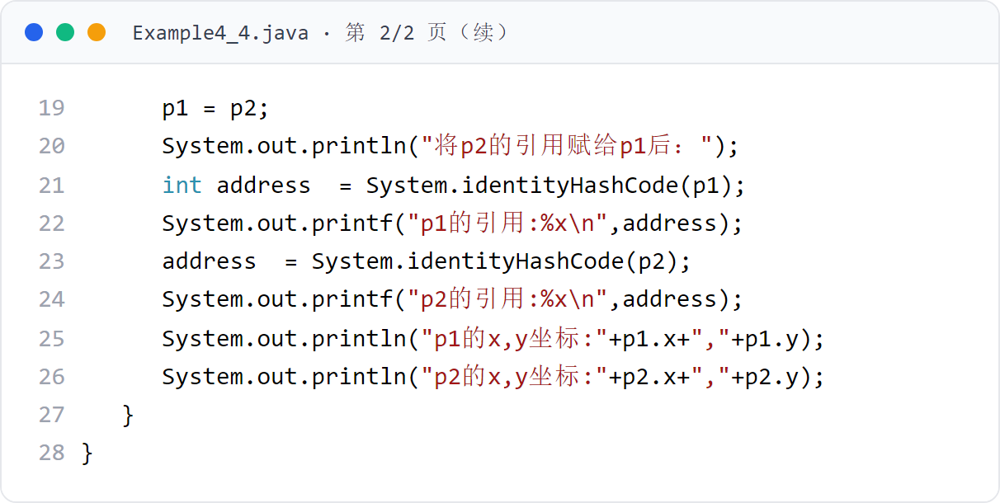 Example4_4.java · 第 2/2 页（续）
19 p1 = p2;
20 System.out.println("将p2的引用赋给p1后：");
21 int address  = System.identityHashCode(p1);
22 System.out.printf("p1的引用:%x\n",address);
23 address  = System.identityHashCode(p2);
24 System.out.printf("p2的引用:%x\n",address);
25 System.out.println("p1的x,y坐标:"+p1.x+","+p1.y);
26 System.out.println("p2的x,y坐标:"+p2.x+","+p2.y);
27 }
28 }